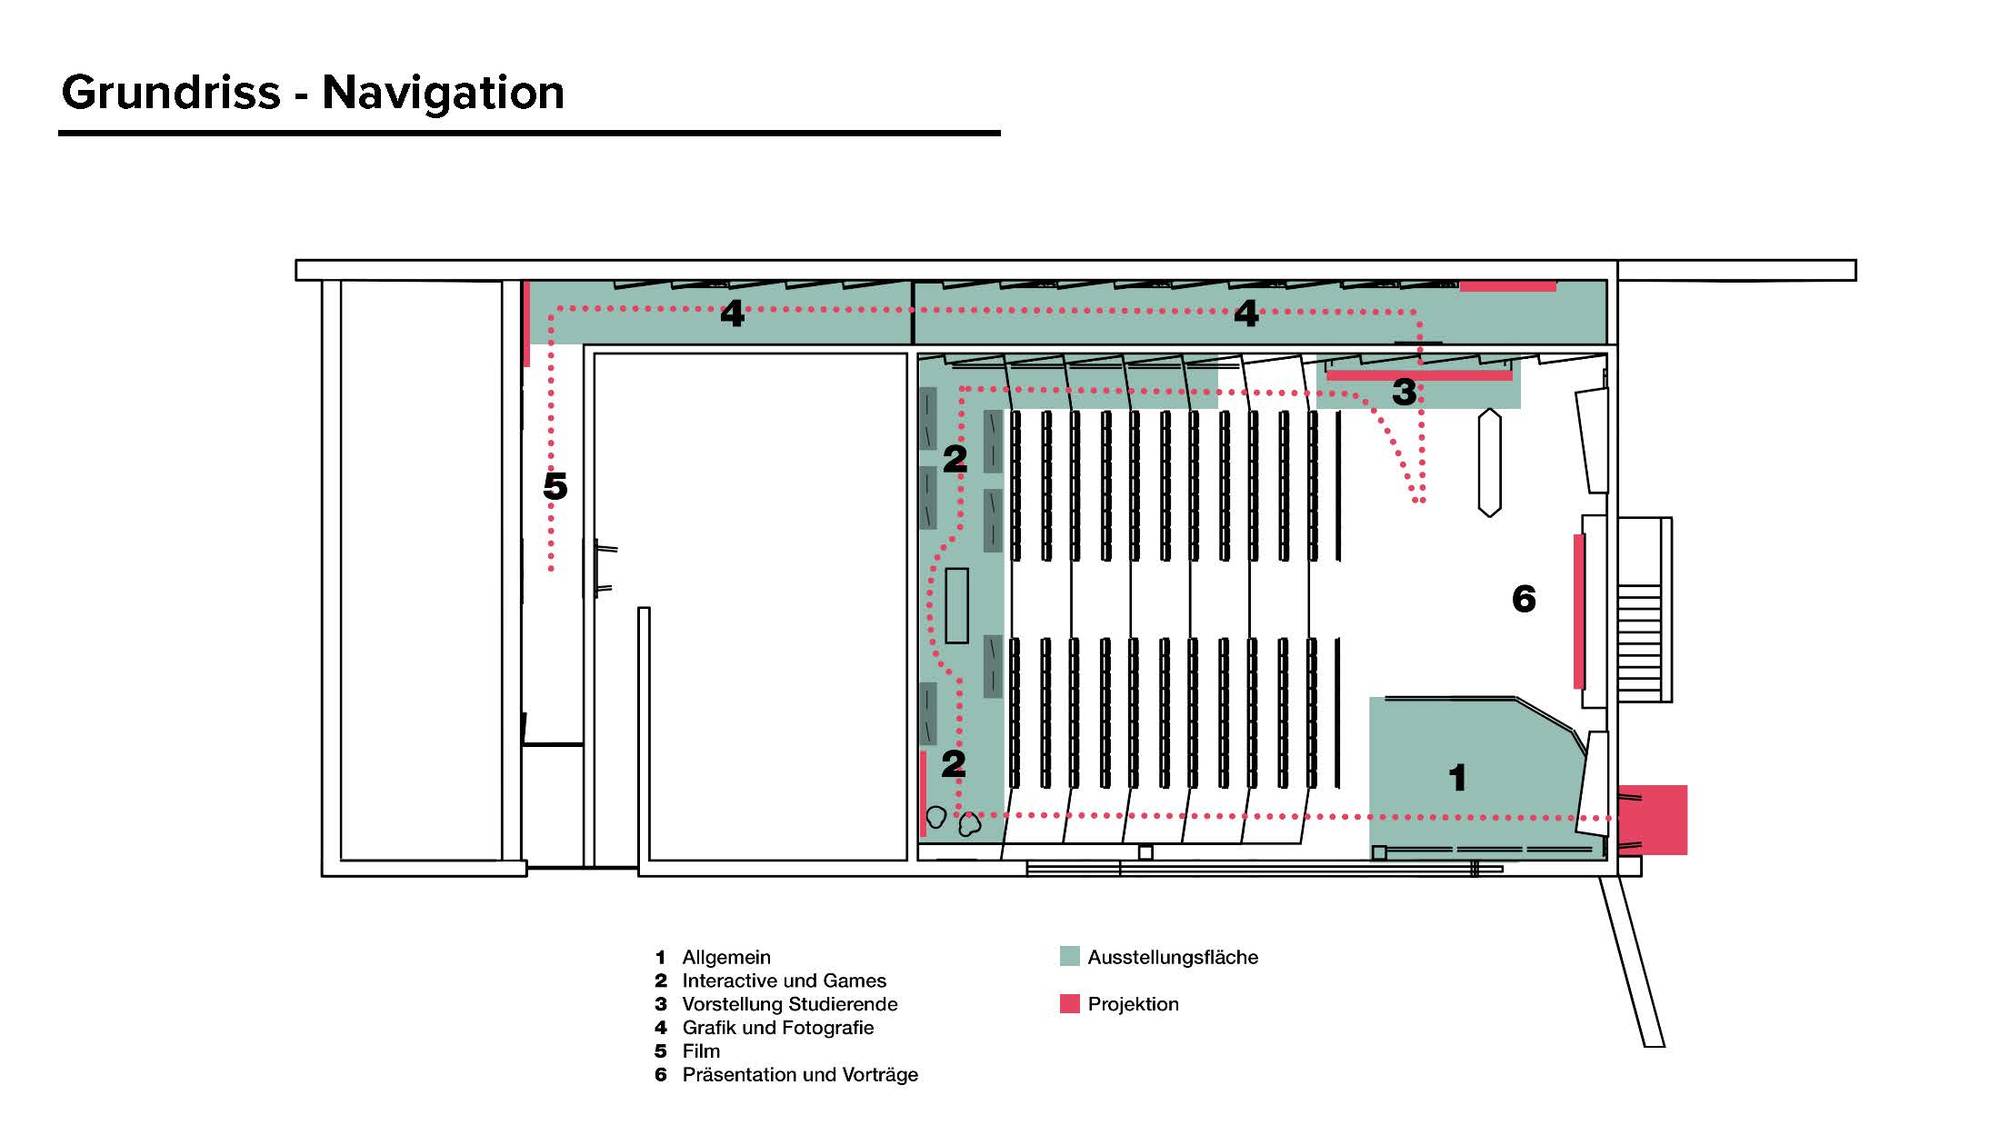 Grundriss - Navigation
4 4
3
2
5
6
2
1
1 Allgemein
2 Interactive und Games
3 Vorstellung Studierende
4 Grafik und Fotografie
5 Film
6 Präsentation und Vorträge
Ausstellungsfläche
Projektion